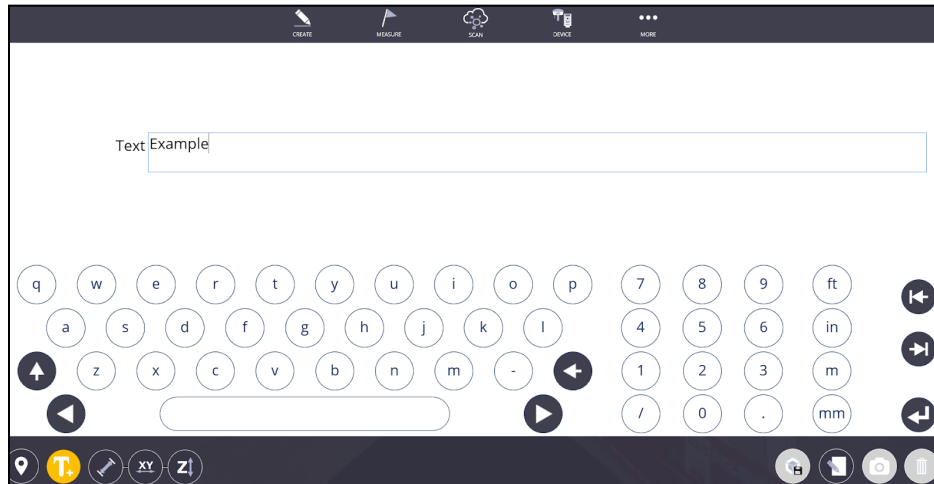 CREATE MEASURE SCAN DEVICE MORE
Text Example
q w e r t y u i o p 7 8 9 ft
a s d f g h j k l 4 5 6 in
z x c v b n m - 1 2 3 m
/ 0 . mm
T+ XY Z